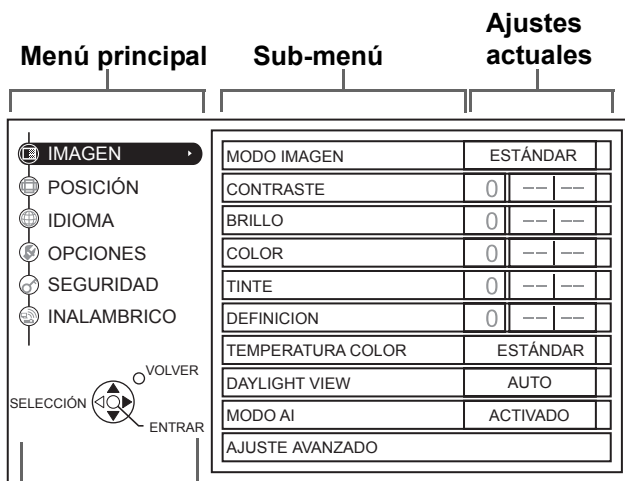 Menú principal
Sub-menú
Ajustes
actuales
IMAGEN
POSICIÓN
IDIOMA
OPCIONES
SEGURIDAD
INALAMBRICO
VOLVER
SELECCIÓN
ENTRAR
MODO IMAGEN ESTÁNDAR
CONTRASTE 0
BRILLO 0
COLOR 0
TINTE 0
DEFINICION 0
TEMPERATURA COLOR ESTÁNDAR
DAYLIGHT VIEW AUTO
MODO AI ACTIVADO
AJUSTE AVANZADO